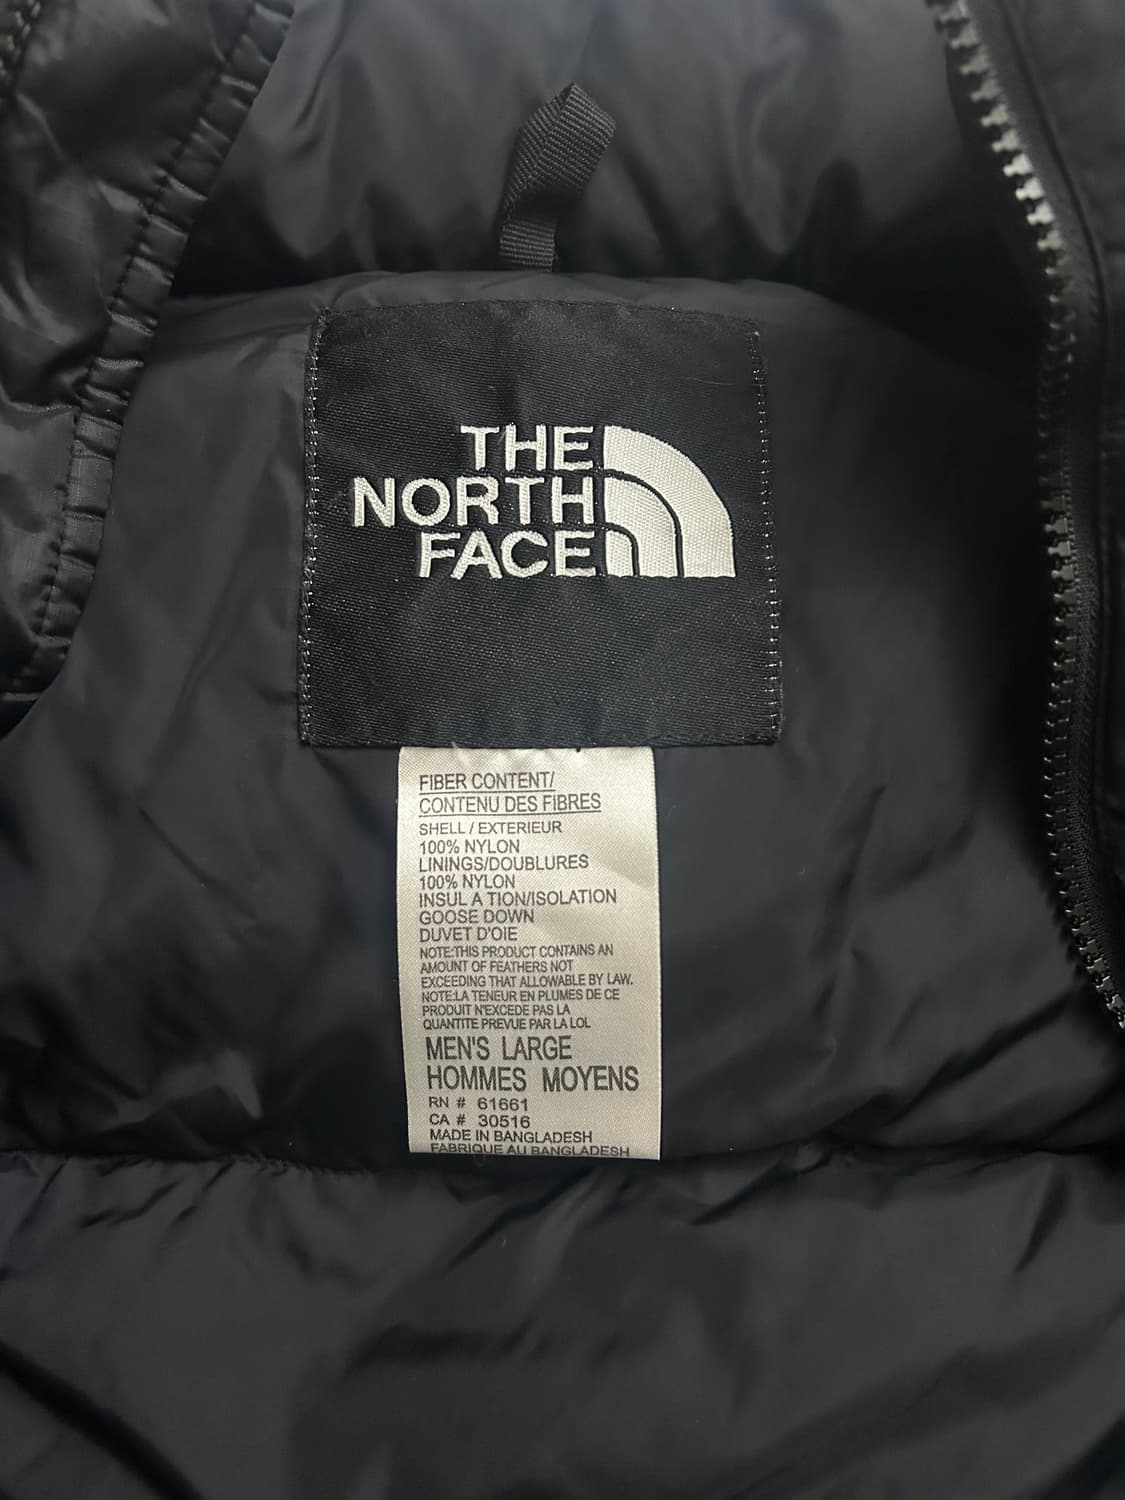 THE
NORTH
FACE
FIBER CONTENT/
CONTENU DES FIBRES
SHELL / EXTERIEUR
100% NYLON
LININGS/DOUBLURES
100% NYLON
INSUL A TION/ISOLATION
GOOSE DOWN
DUVET D'OIE
NOTE:THIS PRODUCT CONTAINS AN
AMOUNT OF FEATHERS NOT
EXCEEDING THAT ALLOWABLE BY LAW.
NOTE:LA TENEUR EN PLUMES DE CE
PRODUIT N'EXCEDE PAS LA
QUANTITE PREVUE PAR LA LOL
MEN'S LARGE
HOMMES MOYENS
RN # 61661
CA # 30516
MADE IN BANGLADESH
FABRIQUE AU BANGLADESH